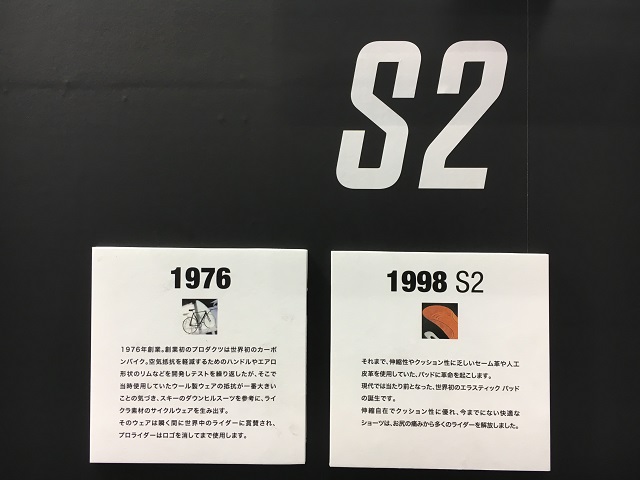 S2
1976
1976年創業。創業初のプロダクツは世界初のカーボ
ンバイク。空気抵抗を軽減するためのハンドルやエアロ
形状のリムなどを開発しテストを繰り返したが、そこで
当時使用していたウール製ウェアの抵抗が一番大きい
ことの気づき、スキーのダウンヒルスーツを参考に、ライ
クラ素材のサイクルウェアを生み出す。
そのウェアは瞬く間に世界中のライダーに賞賛され、
プロライダーはロゴを消してまで使用します。
1998 S2
それまで、伸縮性やクッション性に乏しいセーム革や人工
皮革を使用していた、パッドに革命を起こします。
現代では当たり前となった、世界初のエラスティック パッド
の誕生です。
伸縮自在でクッション性に優れ、今までにない快適な
ショーツは、お尻の痛みから多くのライダーを解放しました。